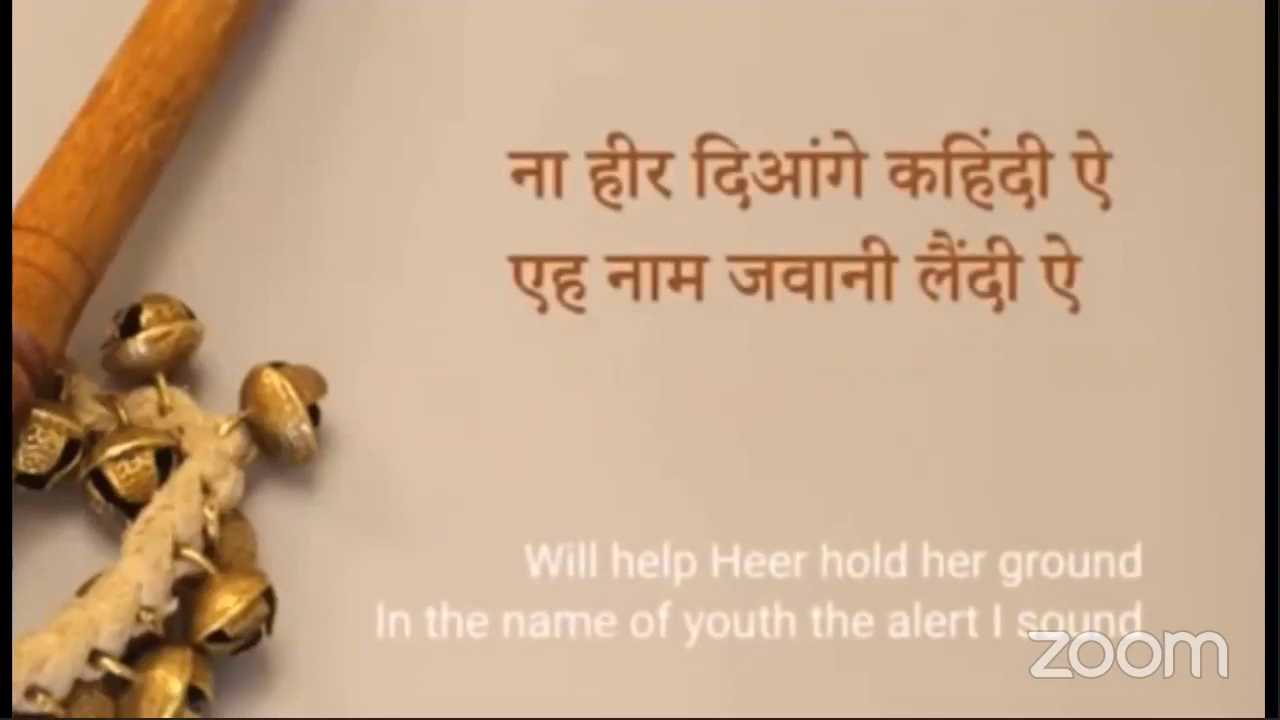 ना हीर दिआंगे कहिंदी ऐ
एह नाम जवानी लैंदी ऐ
Will help Heer hold her ground
In the name of youth the alert I sound
zoom